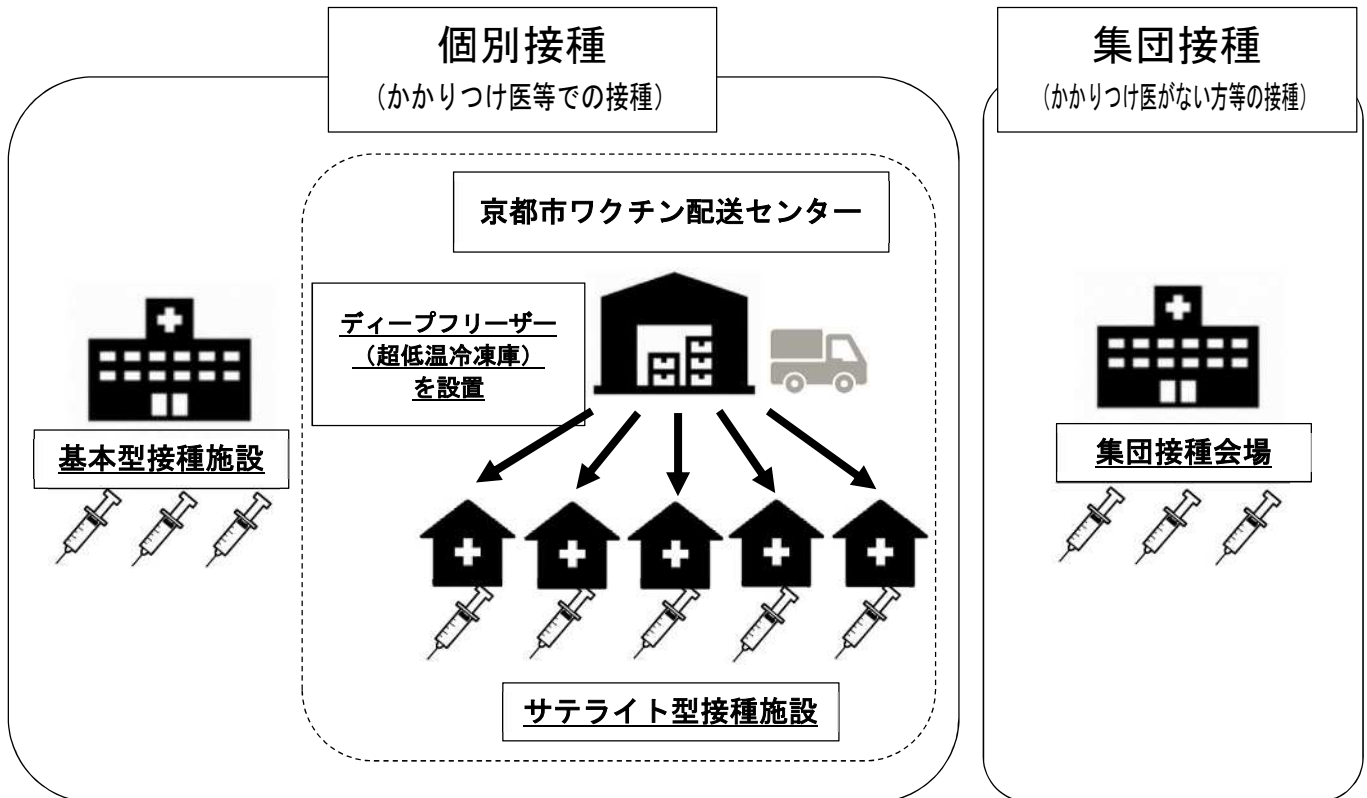 個別接種
（かかりつけ医等での接種）
集団接種
（かかりつけ医がない方等の接種）
京都市ワクチン配送センター
ディープフリーザー
（超低温冷凍庫）
を設置
基本型接種施設
サテライト型接種施設
集団接種会場